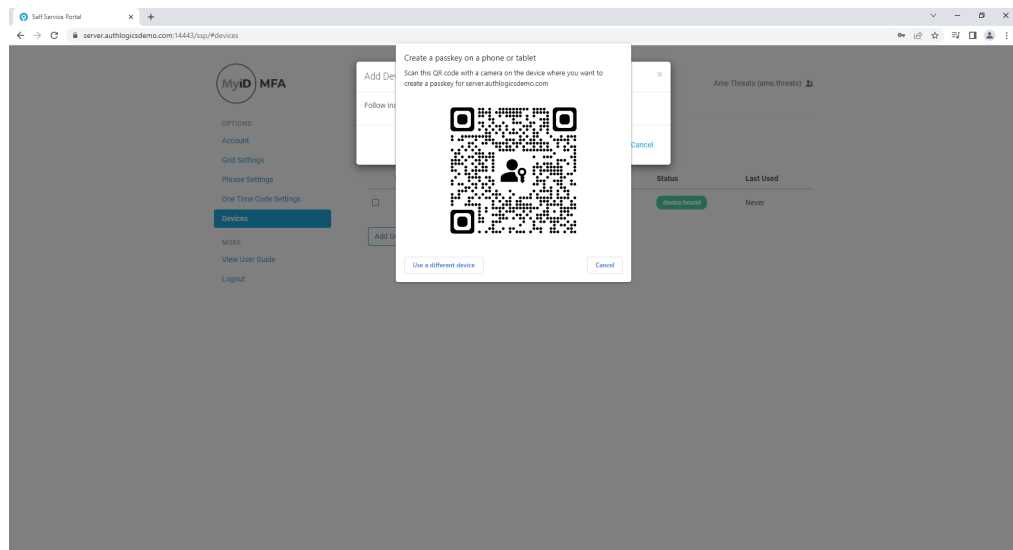 Self Service Portal
server.authlogicsdemo.com:14443/ssp/#devices
MyiD MFA
OPTIONS
Account
Grid Settings
Phrase Settings
One Time Code Settings
Devices
MORE
View User Guide
Logout
Add De
Follow ins
Cancel
Ame Threats (ame.threats)
Status
Last Used
device bound
Never
Add D
Create a passkey on a phone or tablet
Scan this QR code with a camera on the device where you want to
create a passkey for server.authlogicsdemo.com
Use a different device
Cancel